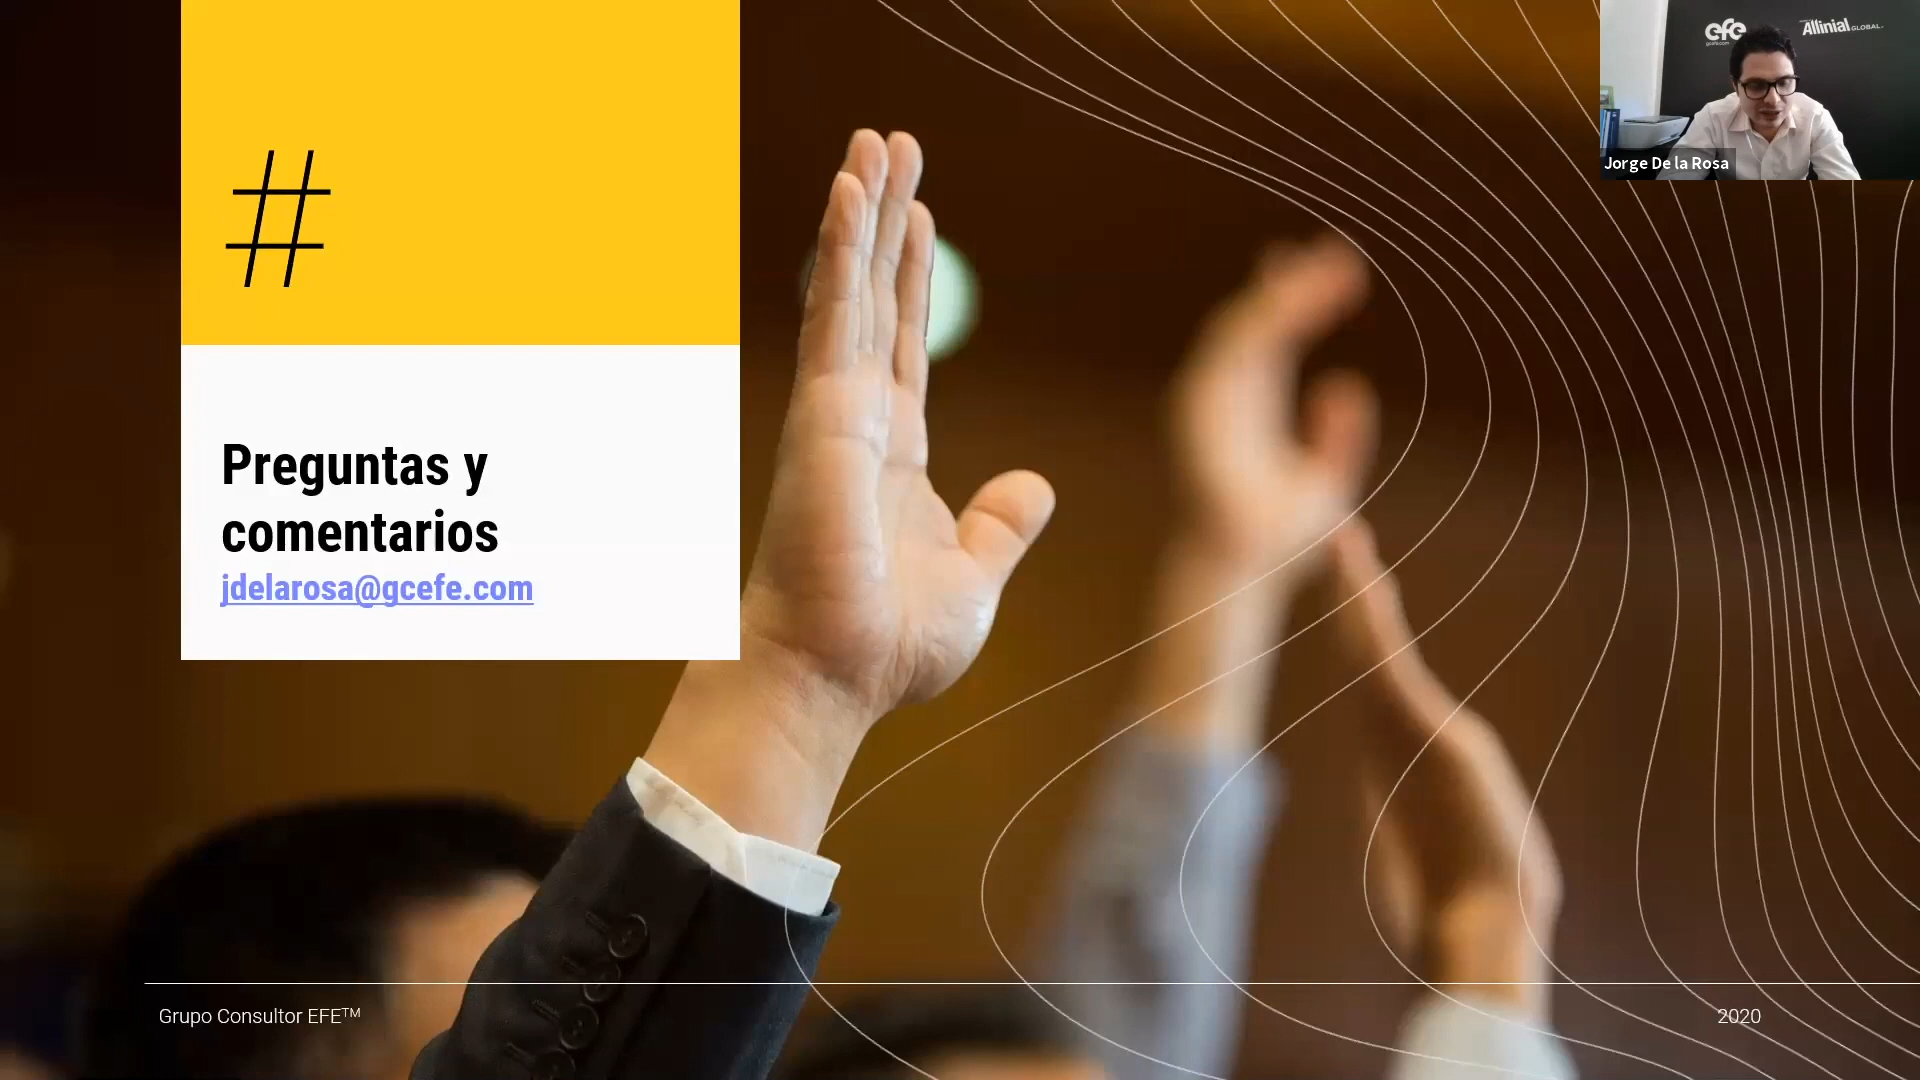 efe
Allinial GLOBAL
Jorge De la Rosa
#
Preguntas y
comentarios
jdelarosa@gcefe.com
Grupo Consultor EFE™
2020